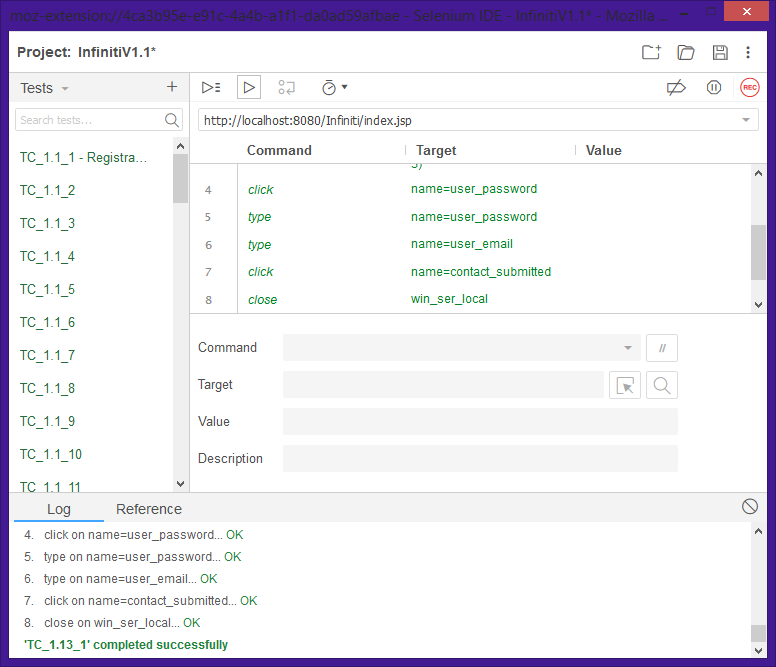 moz-extension://4ca3b95e-e91c-4a4b-a1f1-da0ad59afbae - Selenium IDE - InfinitiV1.1* - Mozilla ...
Project: InfinitiV1.1*
Tests
Search tests...
TC_1.1_1 - Registra...
TC_1.1_2
TC_1.1_3
TC_1.1_4
TC_1.1_5
TC_1.1_6
TC_1.1_7
TC_1.1_8
TC_1.1_9
TC_1.1_10
TC_1.1_11
REC
http://localhost:8080/Infiniti/index.jsp
Command Target Value
4 click name=user_password
5 type name=user_password
6 type name=user_email
7 click name=contact_submitted
8 close win_ser_local
Command //
Target
Value
Description
Log Reference
4. click on name=user_password... OK
5. type on name=user_password... OK
6. type on name=user_email... OK
7. click on name=contact_submitted... OK
8. close on win_ser_local... OK
'TC_1.13_1' completed successfully